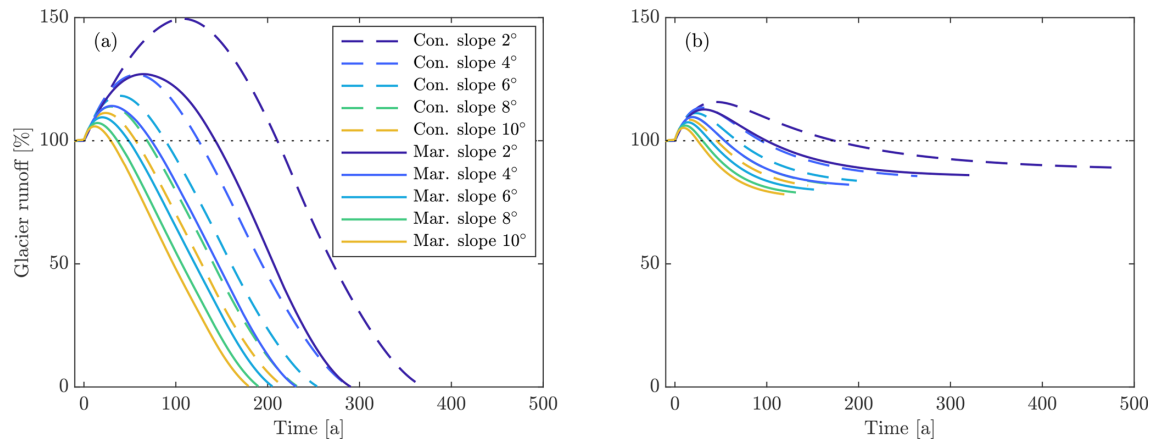 150
100
50
0
Glacier runoff [%]
(a)
Con. slope 2°
Con. slope 4°
Con. slope 6°
Con. slope 8°
Con. slope 10°
Mar. slope 2°
Mar. slope 4°
Mar. slope 6°
Mar. slope 8°
Mar. slope 10°
0 100 200 300 400 500
Time [a]
150
100
50
0
(b)
0 100 200 300 400 500
Time [a]